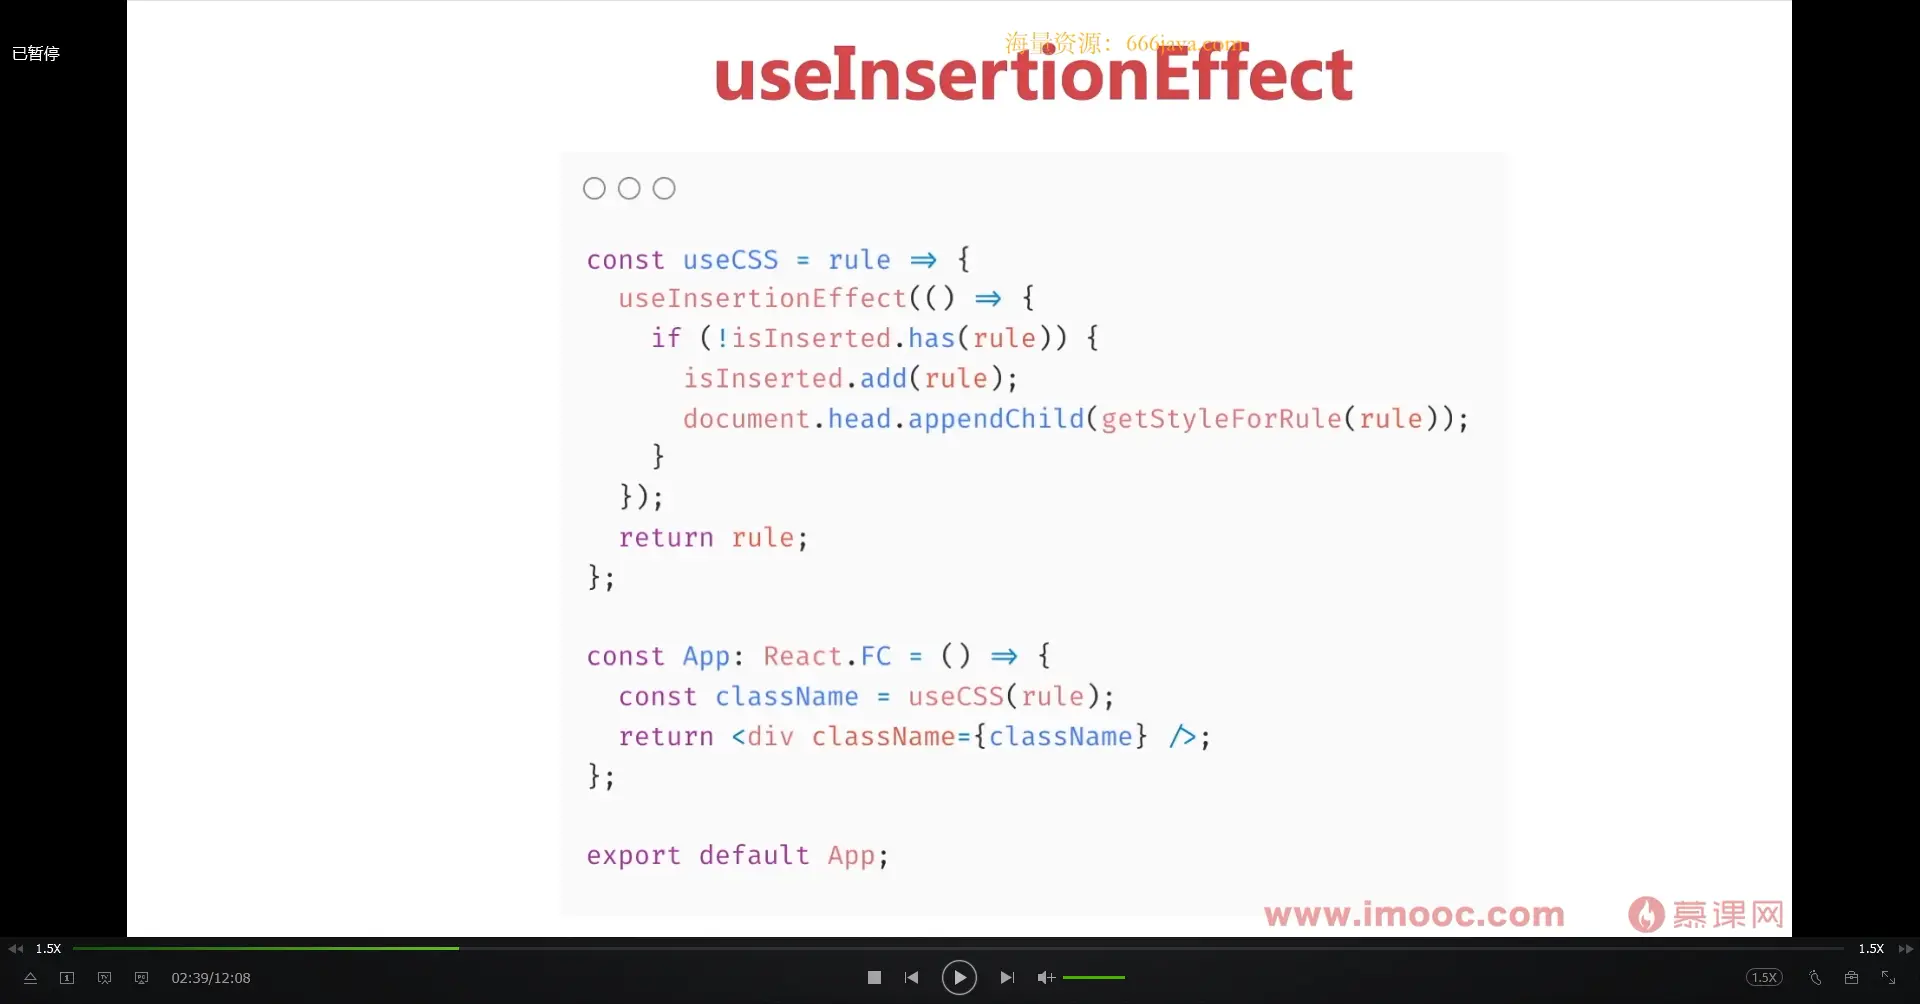 已暂停
海量资源：666java.com
useInsertionEffect
const useCSS = rule => {
  useInsertionEffect(() => {
    if (!isInserted.has(rule)) {
      isInserted.add(rule);
      document.head.appendChild(getStyleForRule(rule));
    }
  });
  return rule;
};
const App: React.FC = () => {
  const className = useCSS(rule);
  return <div className={className} />;
};
export default App;
www.imooc.com 慕课网
1.5X 1.5X
02:39/12:08 1.5X